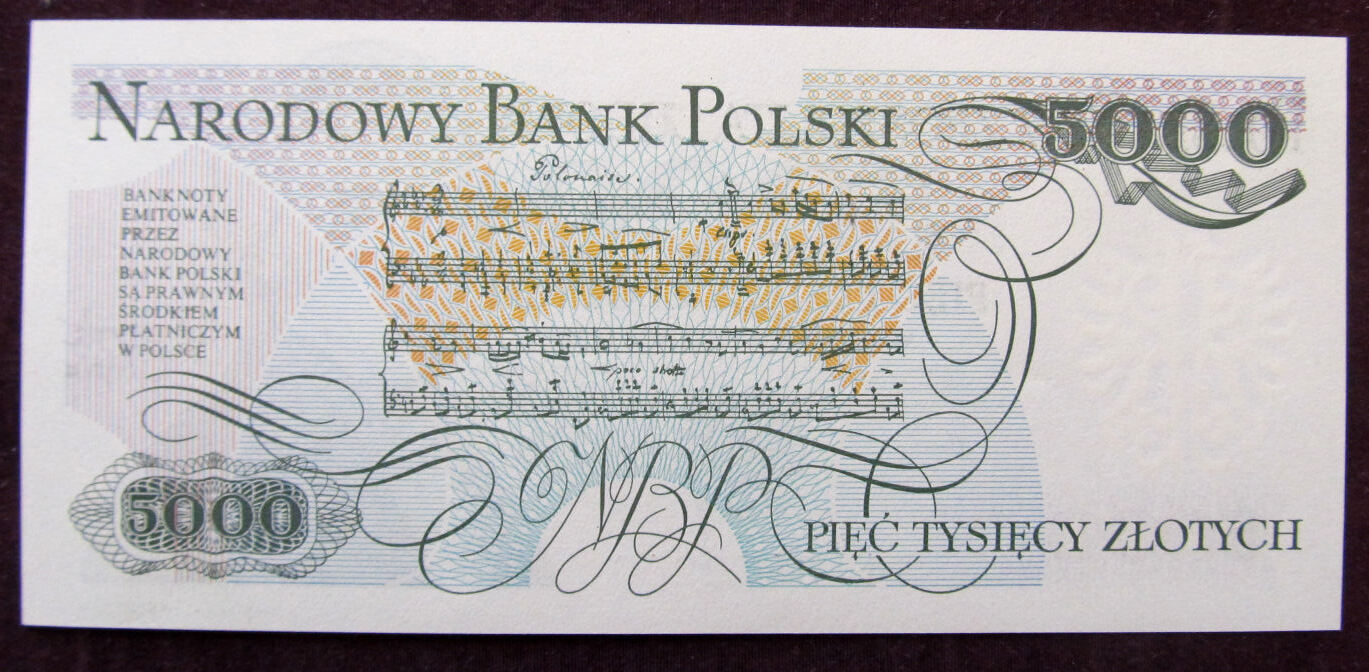 NARODOWY BANK POLSKI
5000
BANKNOTY
EMITOWANE
PRZEZ
NARODOWY
BANK POLSKI
SĄ PRAWNYM
ŚRODKIEM
PŁATNICZYM
W POLSCE
Polonaise.
NBP
5000
PIĘĆ TYSIĘCY ZŁOTYCH